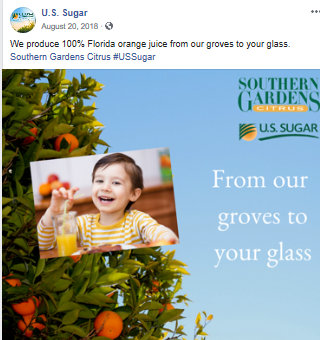 U.S. Sugar
August 20, 2018 ·
We produce 100% Florida orange juice from our groves to your glass.
Southern Gardens Citrus #USSugar
SOUTHERN
GARDENS
CITRUS
U.S. SUGAR
From our
groves to
your glass